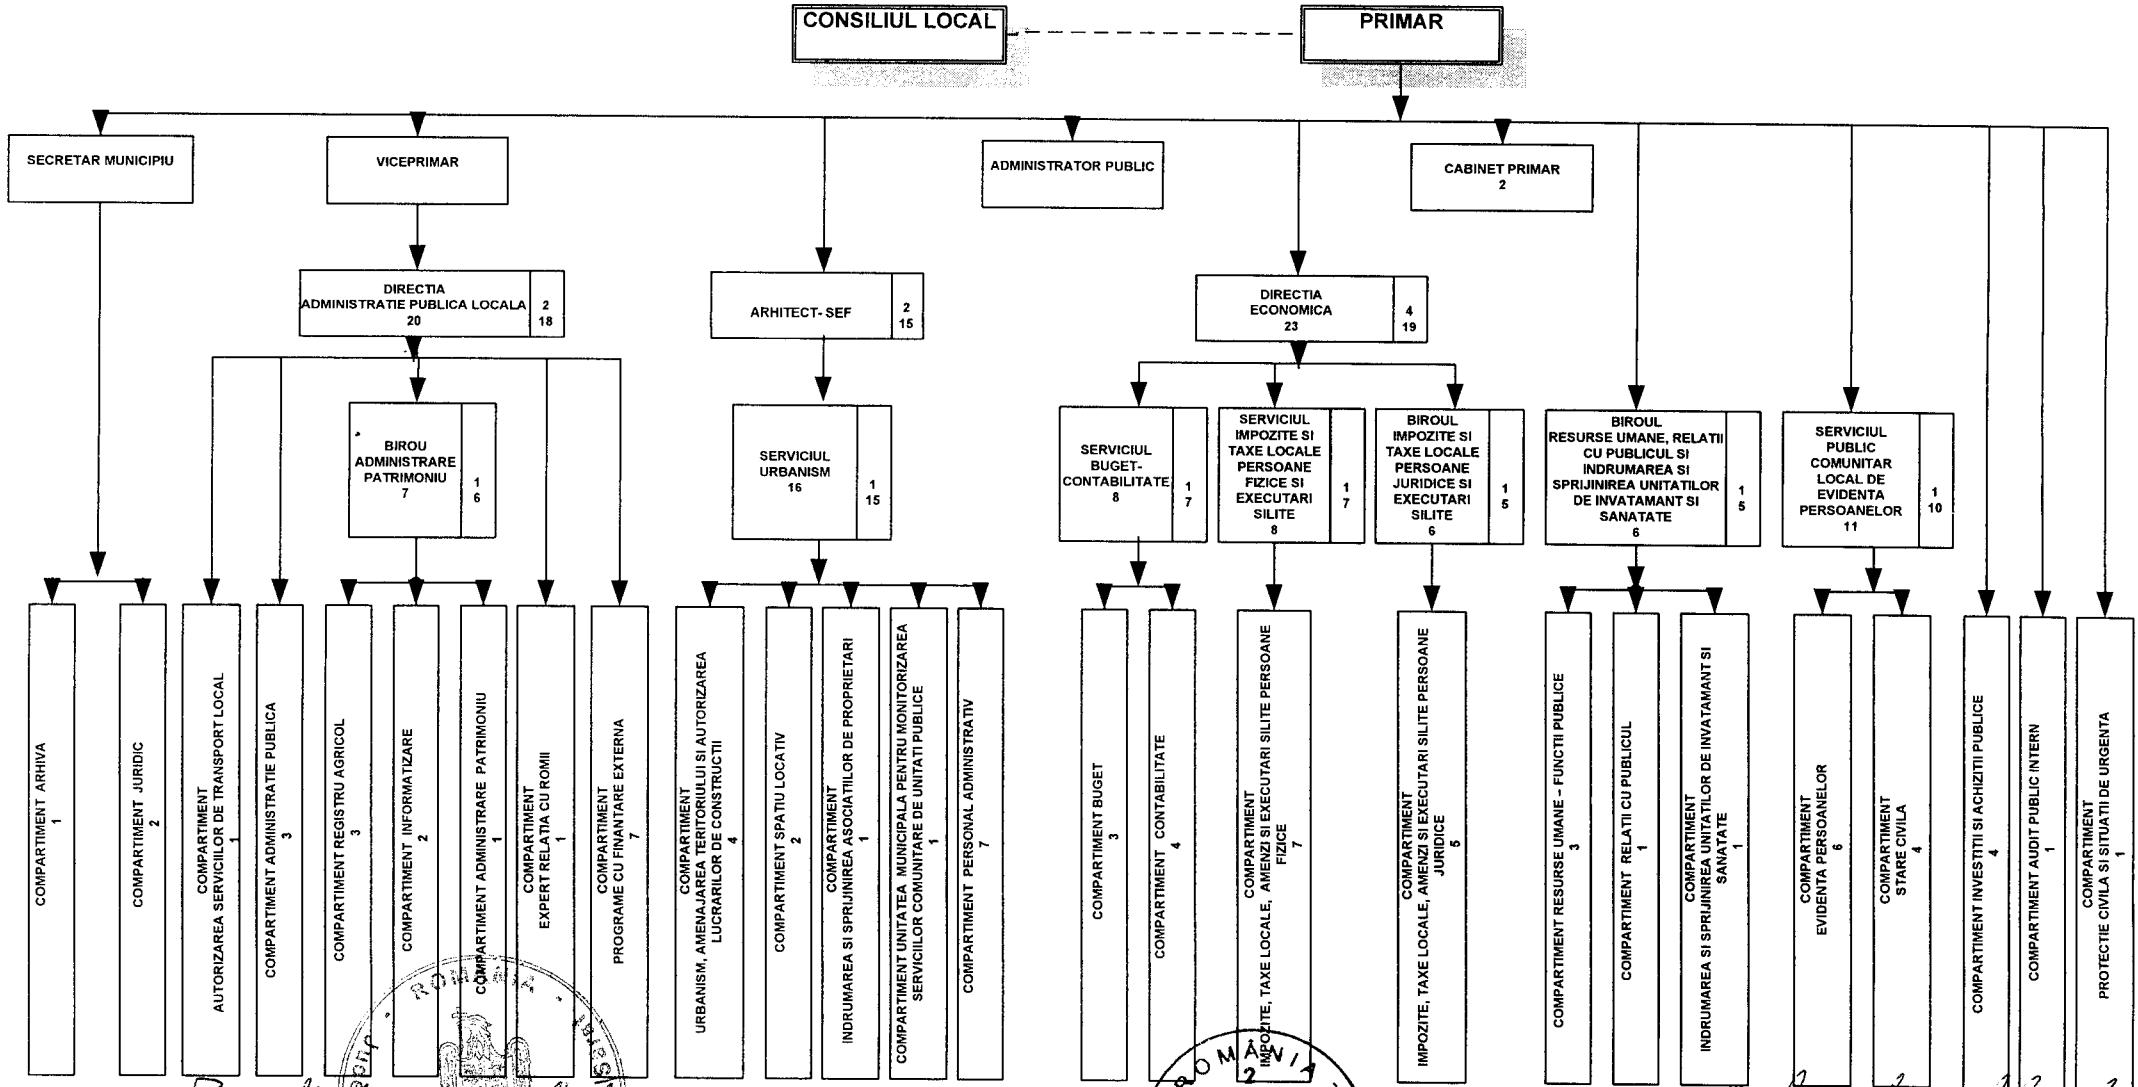 CONSILIUL LOCAL
PRIMAR
SECRETAR MUNICIPIU
VICEPRIMAR
ADMINISTRATOR PUBLIC
CABINET PRIMAR
2
DIRECTIA
ADMINISTRATIE PUBLICA LOCALA
20
2
18
ARHITECT- SEF
2
15
DIRECTIA
ECONOMICA
23
4
19
BIROU
ADMINISTRARE
PATRIMONIU
7
1
6
SERVICIUL
URBANISM
16
1
15
SERVICIUL
BUGET-
CONTABILITATE
8
1
7
SERVICIUL
IMPOZITE SI
TAXE LOCALE
PERSOANE
FIZICE SI
EXECUTARI
SILITE
8
1
7
BIROUL
IMPOZITE SI
TAXE LOCALE
PERSOANE
JURIDICE SI
EXECUTARI
SILITE
6
1
5
BIROUL
RESURSE UMANE, RELATII
CU PUBLICUL SI
INDRUMAREA SI
SPRIJINIREA UNITATILOR
DE INVATAMANT SI
SANATATE
6
1
5
SERVICIUL
PUBLIC
COMUNITAR
LOCAL DE
EVIDENTA
PERSOANELOR
11
1
10
COMPARTIMENT ARHIVA
1
COMPARTIMENT JURIDIC
2
COMPARTIMENT
AUTORIZAREA SERVICIILOR DE TRANSPORT LOCAL
1
COMPARTIMENT ADMINISTRATIE PUBLICA
3
COMPARTIMENT REGISTRU AGRICOL
3
COMPARTIMENT INFORMATIZARE
2
COMPARTIMENT ADMINISTRARE PATRIMONIU
1
COMPARTIMENT
EXPERT RELATIA CU ROMII
1
COMPARTIMENT
PROGRAME CU FINANTARE EXTERNA
7
COMPARTIMENT
URBANISM, AMENAJAREA TERITORIULUI SI AUTORIZAREA
LUCRARILOR DE CONSTRUCTII
4
COMPARTIMENT SPATIU LOCATIV
2
COMPARTIMENT
INDRUMAREA SI SPRIJINIREA ASOCIATIILOR DE PROPRIETARI
1
COMPARTIMENT UNITATEA MUNICIPALA PENTRU MONITORIZAREA
SERVICIILOR COMUNITARE DE UNITATI PUBLICE
1
COMPARTIMENT PERSONAL ADMINISTRATIV
7
COMPARTIMENT BUGET
3
COMPARTIMENT CONTABILITATE
4
COMPARTIMENT
IMPOZITE, TAXE LOCALE, AMENZI SI EXECUTARI SILITE PERSOANE
FIZICE
7
COMPARTIMENT
IMPOZITE, TAXE LOCALE, AMENZI SI EXECUTARI SILITE PERSOANE
JURIDICE
5
COMPARTIMENT RESURSE UMANE – FUNCTII PUBLICE
3
COMPARTIMENT RELATII CU PUBLICUL
1
COMPARTIMENT
INDRUMAREA SI SPRIJINIREA UNITATILOR DE INVATAMANT SI
SANATATE
1
COMPARTIMENT
EVIDENTA PERSOANELOR
6
COMPARTIMENT
STARE CIVILA
4
COMPARTIMENT INVESTITII SI ACHIZITII PUBLICE
4
COMPARTIMENT AUDIT PUBLIC INTERN
1
COMPARTIMENT
PROTECTIE CIVILA SI SITUATII DE URGENTA
1
ROMANIA
ROMÂNIA
2